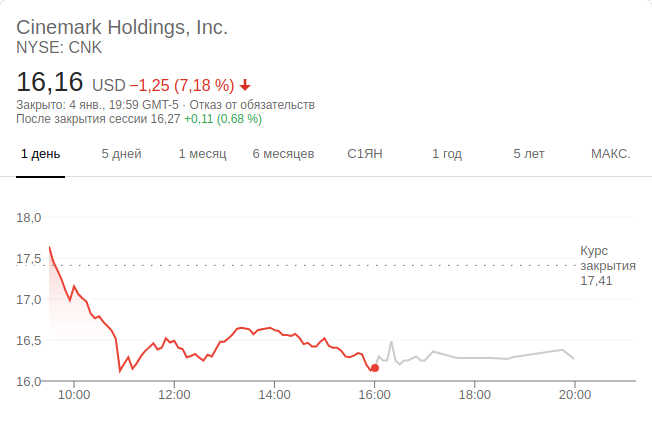 Cinemark Holdings, Inc.
NYSE: CNK
16,16 USD −1,25 (7,18 %)
Закрыто: 4 янв., 19:59 GMT-5 · Отказ от обязательств
После закрытия сессии 16,27 +0,11 (0,68 %)
1 день 5 дней 1 месяц 6 месяцев С1ЯН 1 год 5 лет МАКС.
18,0
17,5
17,0
16,5
16,0
Курс
закрытия
17,41
10:00 12:00 14:00 16:00 18:00 20:00